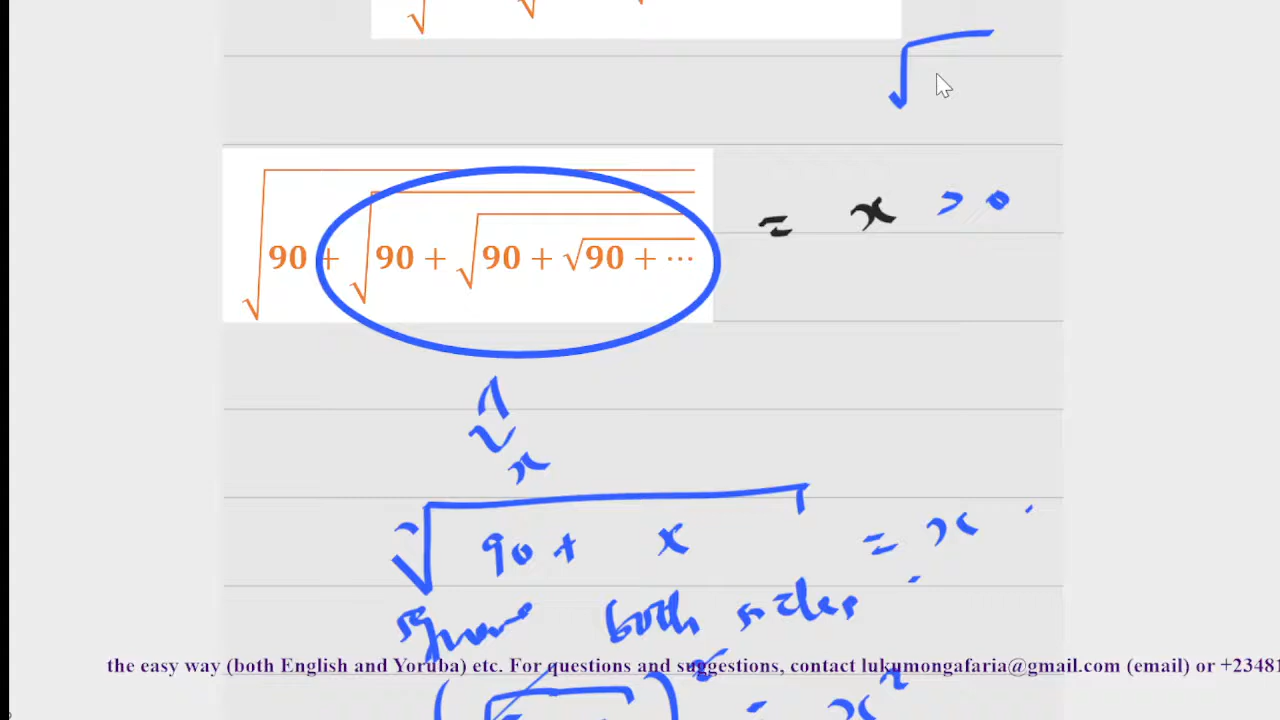 √(90 + √(90 + √(90 + √(90 + ⋯ = x > 0
x
√(90 + x) = x
square both sides
the easy way (both English and Yoruba) etc. For questions and suggestions, contact lukumongafaria@gmail.com (email) or +23481
= x²